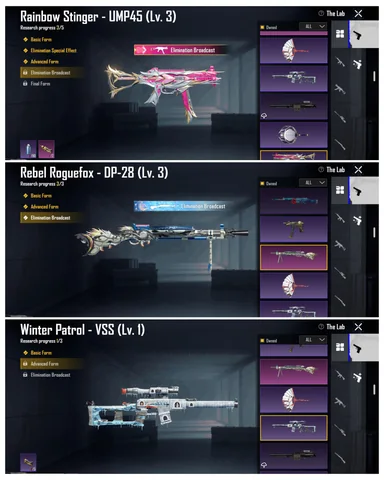 Rainbow Stinger - UMP45 (Lv. 3)
The Lab
Research progress 3/5
Owned
ALL
Basic Form
Elimination Special Effect
Advanced Form
Elimination Broadcast
Final Form
Elimination Broadcast
Rebel Roguefox - DP-28 (Lv. 3)
The Lab
Research progress 3/3
Owned
ALL
Basic Form
Advanced Form
Elimination Broadcast
Elimination Broadcast
Winter Patrol - VSS (Lv. 1)
The Lab
Research progress 1/3
Owned
ALL
Basic Form
Advanced Form
Elimination Broadcast